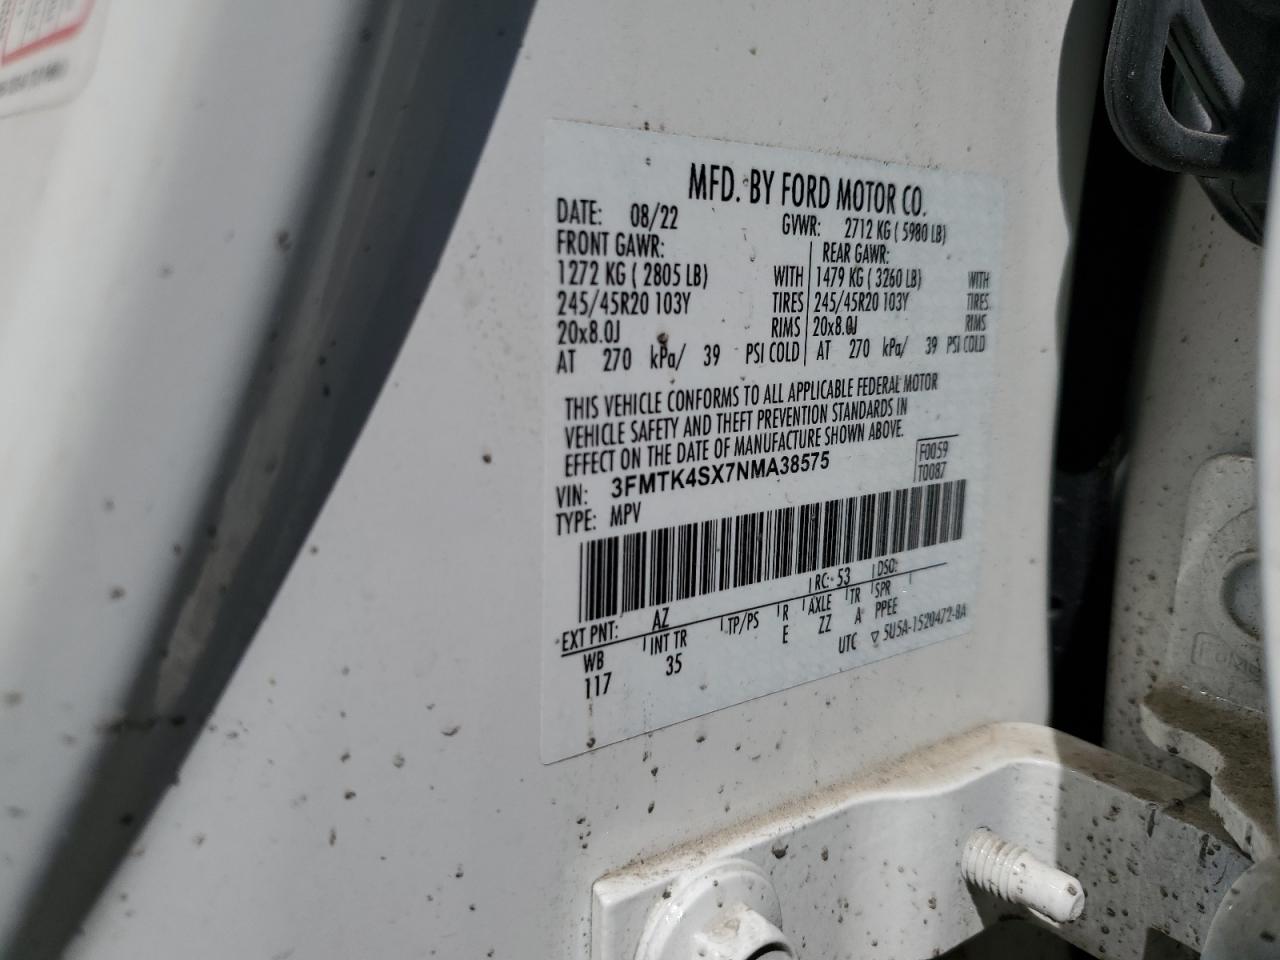 MFD. BY FORD MOTOR CO.
DATE: 08/22 GVWR: 2712 KG ( 5980 LB)
FRONT GAWR: REAR GAWR:
1272 KG ( 2805 LB) WITH 1479 KG ( 3260 LB) WITH
245/45R20 103Y TIRES 245/45R20 103Y TIRES
20x8.0J RIMS 20x8.0J RIMS
AT 270 kPa/ 39 PSI COLD AT 270 kPa/ 39 PSI COLD
THIS VEHICLE CONFORMS TO ALL APPLICABLE FEDERAL MOTOR
VEHICLE SAFETY AND THEFT PREVENTION STANDARDS IN
EFFECT ON THE DATE OF MANUFACTURE SHOWN ABOVE.
VIN: 3FMTK4SX7NMA38575 F0059
TYPE: MPV T0087
EXT PNT: AZ RC: 53 DSO:
WB INT TR TP/PS R AXLE TR SPR
117 35 E ZZ A PPEE
UTC ▽ 5U5A-1520472-BA